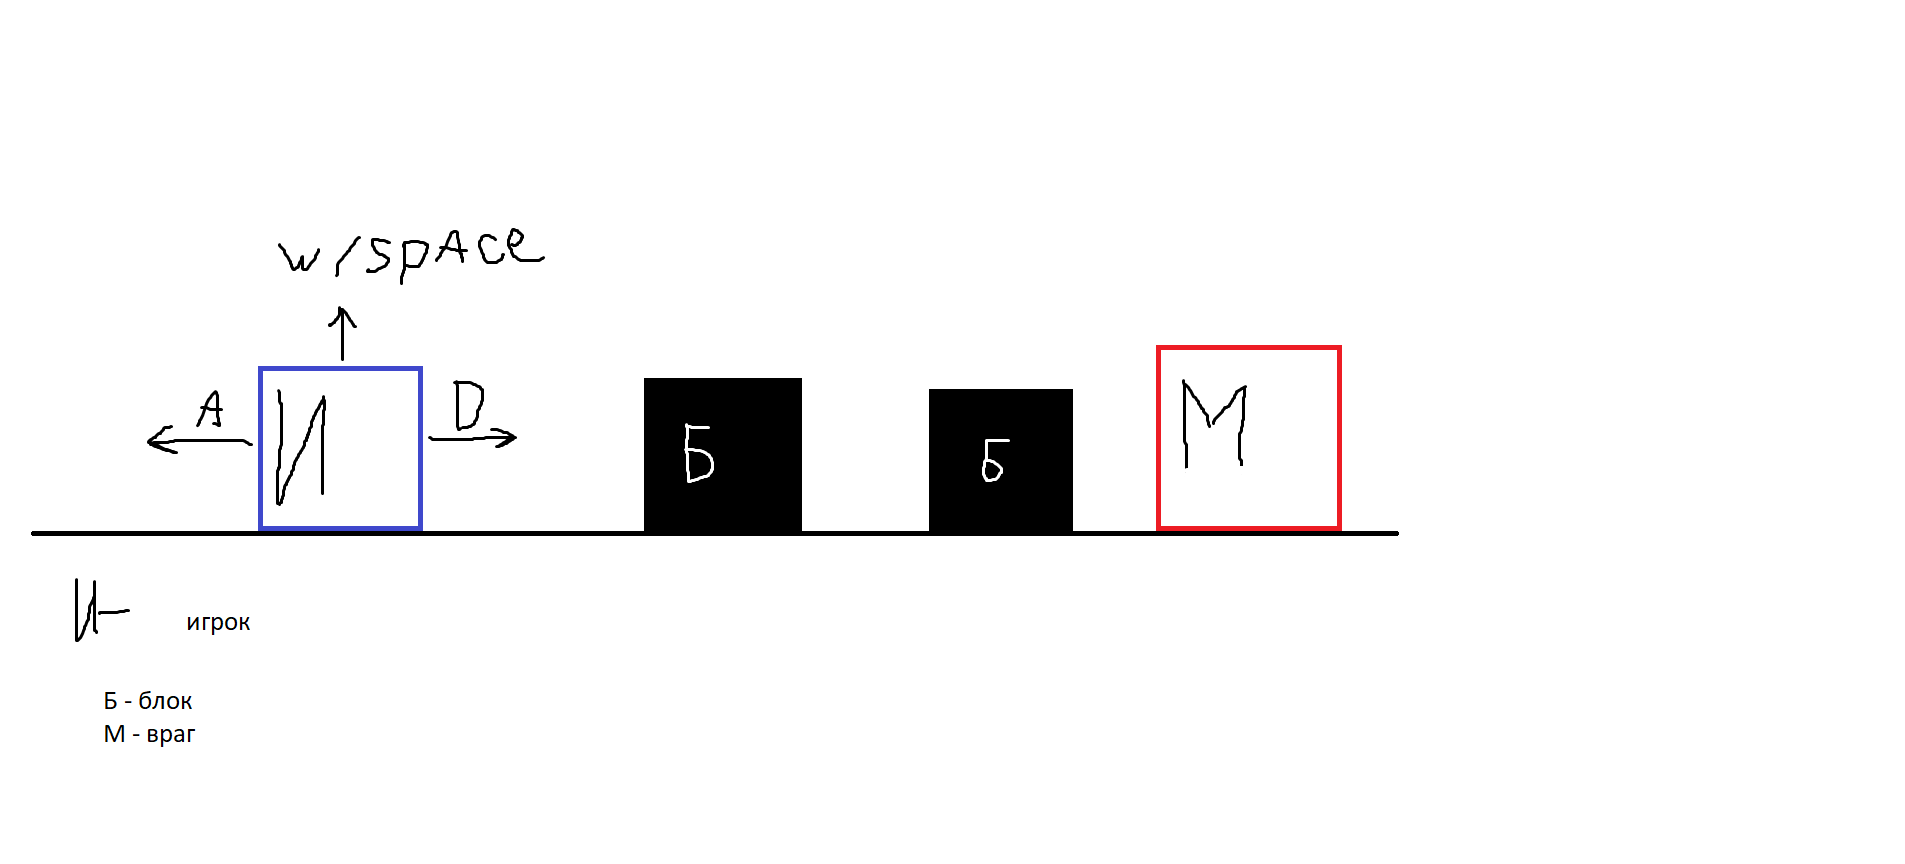 w/space
A
D
И
Б
Б
М
И- игрок
Б - блок
М - враг